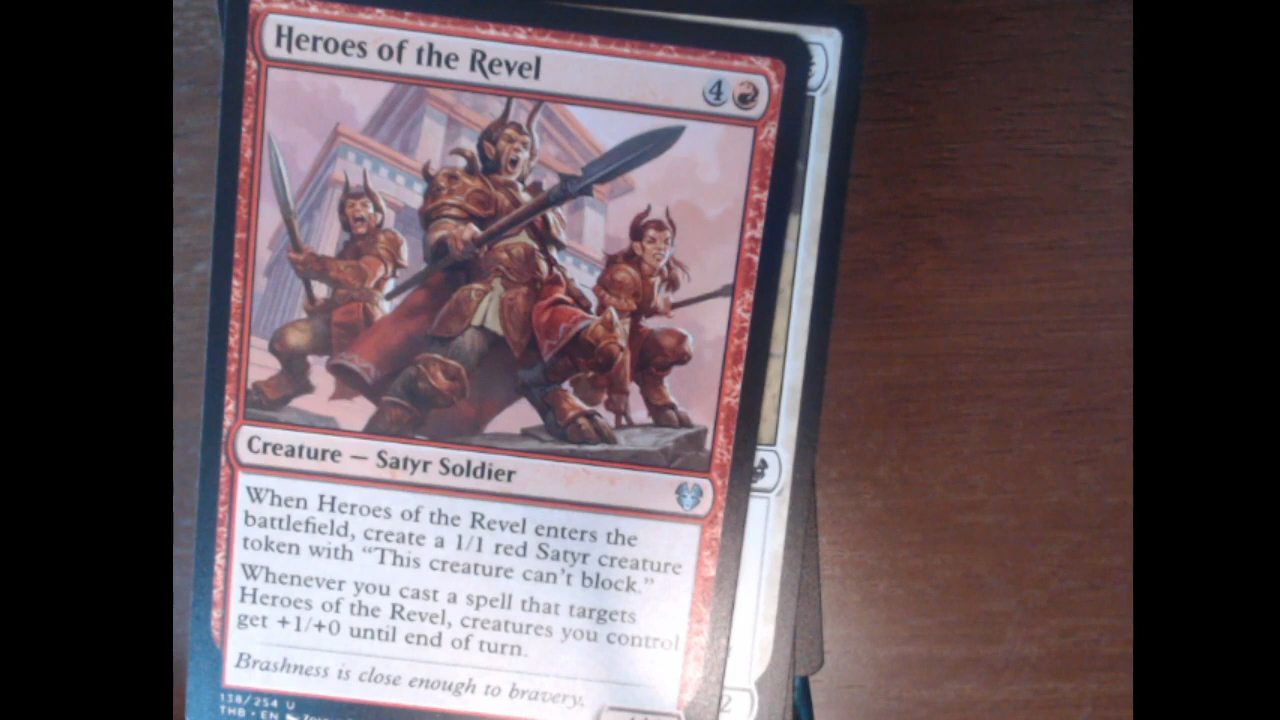 Heroes of the Revel
4
Creature — Satyr Soldier
When Heroes of the Revel enters the
battlefield, create a 1/1 red Satyr creature
token with “This creature can't block.”
Whenever you cast a spell that targets
Heroes of the Revel, creatures you control
get +1/+0 until end of turn.
Brashness is close enough to bravery.
138/254 U
THB • EN
2